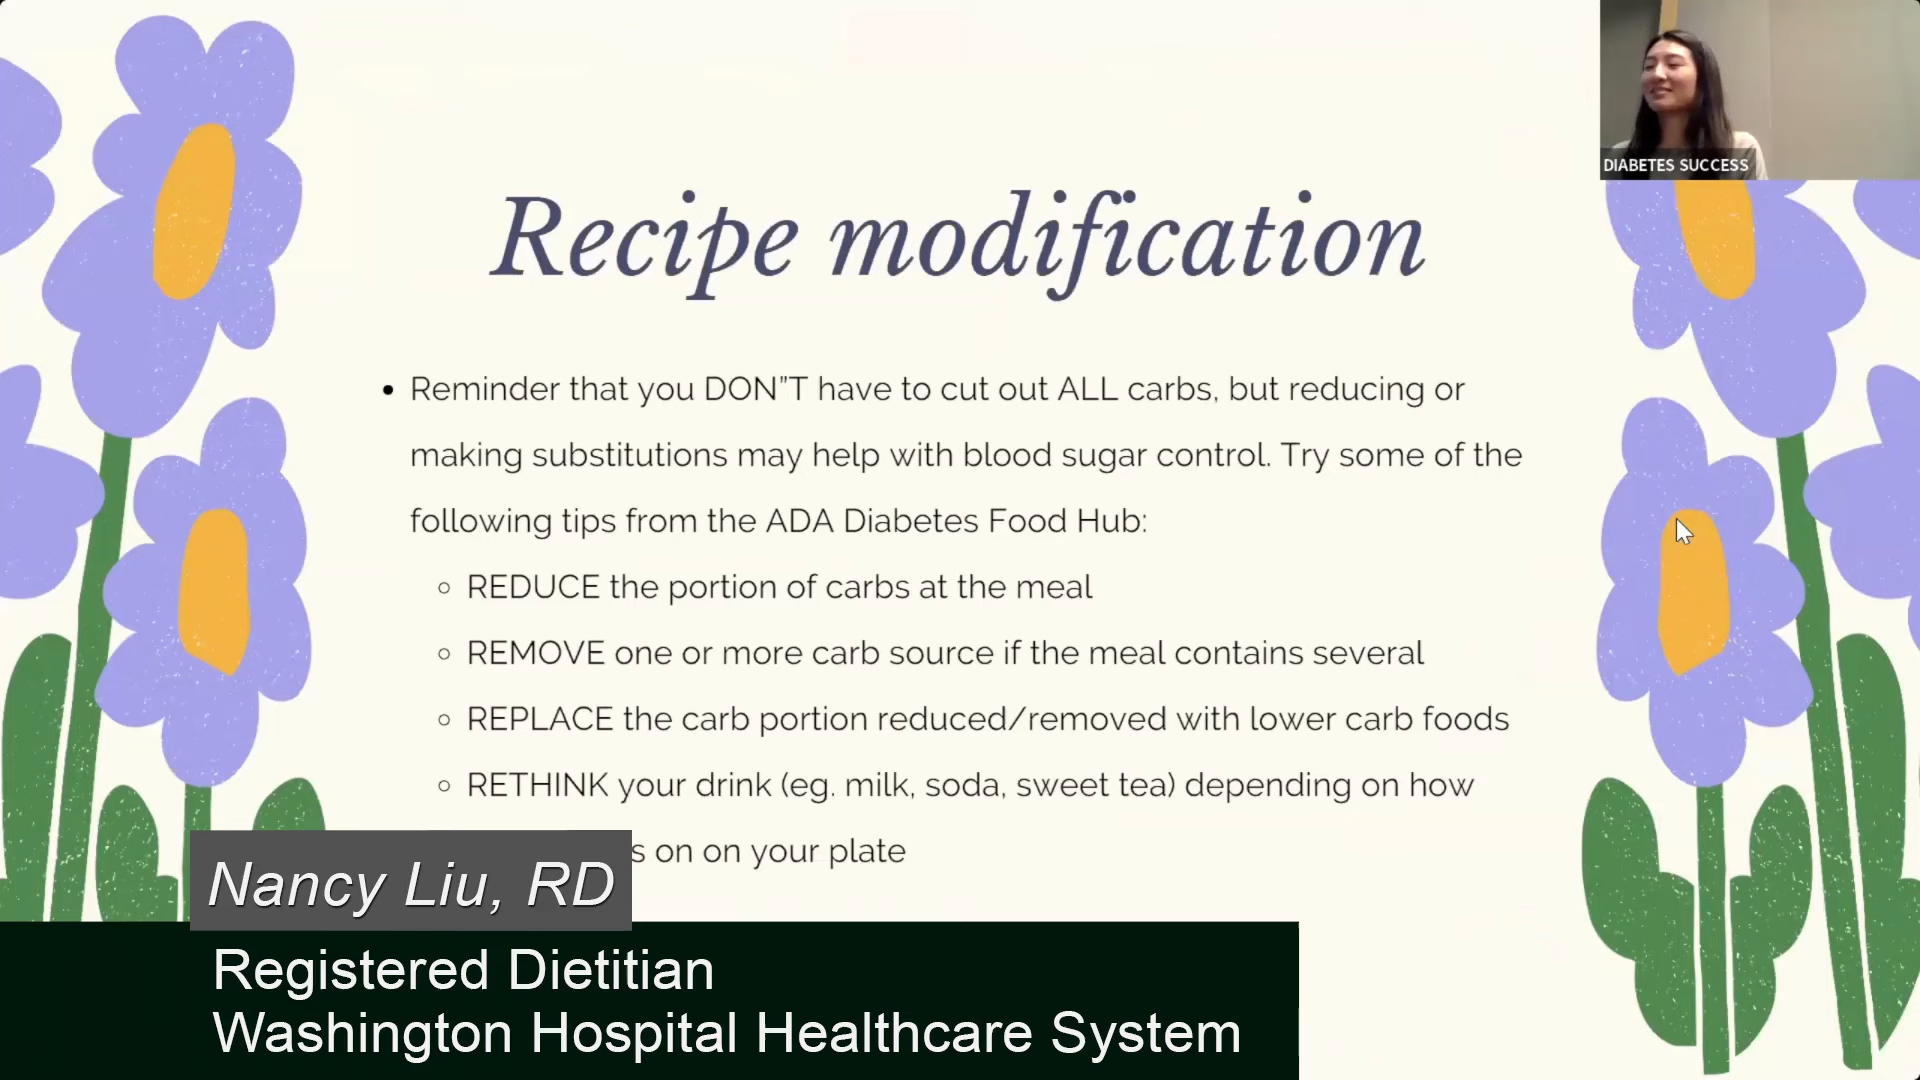 DIABETES SUCCESS
Recipe modification
• Reminder that you DON”T have to cut out ALL carbs, but reducing or
making substitutions may help with blood sugar control. Try some of the
following tips from the ADA Diabetes Food Hub:
◦ REDUCE the portion of carbs at the meal
◦ REMOVE one or more carb source if the meal contains several
◦ REPLACE the carb portion reduced/removed with lower carb foods
◦ RETHINK your drink (eg. milk, soda, sweet tea) depending on how
on on your plate
Nancy Liu, RD
Registered Dietitian
Washington Hospital Healthcare System